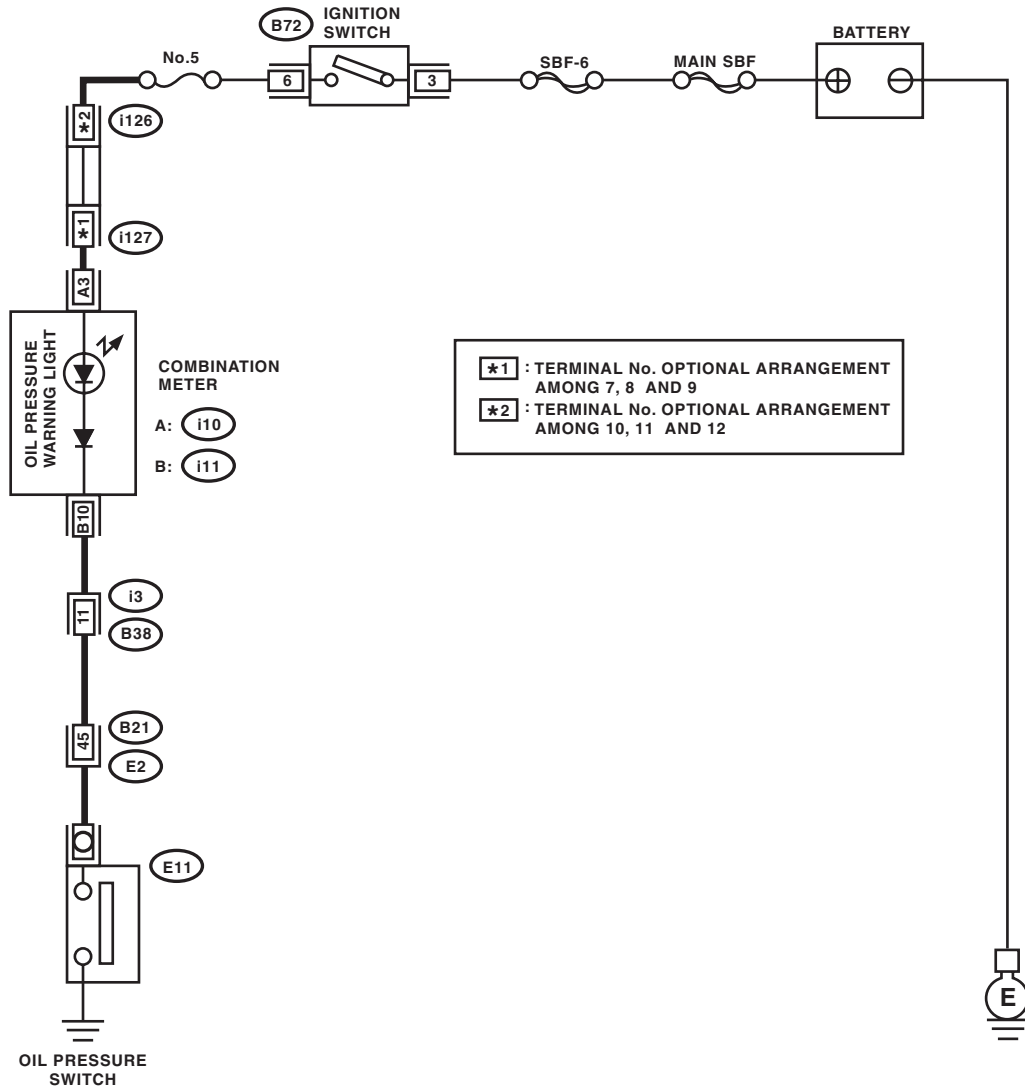 B72
IGNITION
SWITCH
BATTERY
No.5
SBF-6
MAIN SBF
6
3
*2
i126
*1
i127
A3
OIL PRESSURE
WARNING LIGHT
COMBINATION
METER
A: i10
B: i11
*1 : TERMINAL No. OPTIONAL ARRANGEMENT
AMONG 7, 8 AND 9
*2 : TERMINAL No. OPTIONAL ARRANGEMENT
AMONG 10, 11 AND 12
B10
i3
11
B38
B21
45
E2
E11
E
OIL PRESSURE
SWITCH